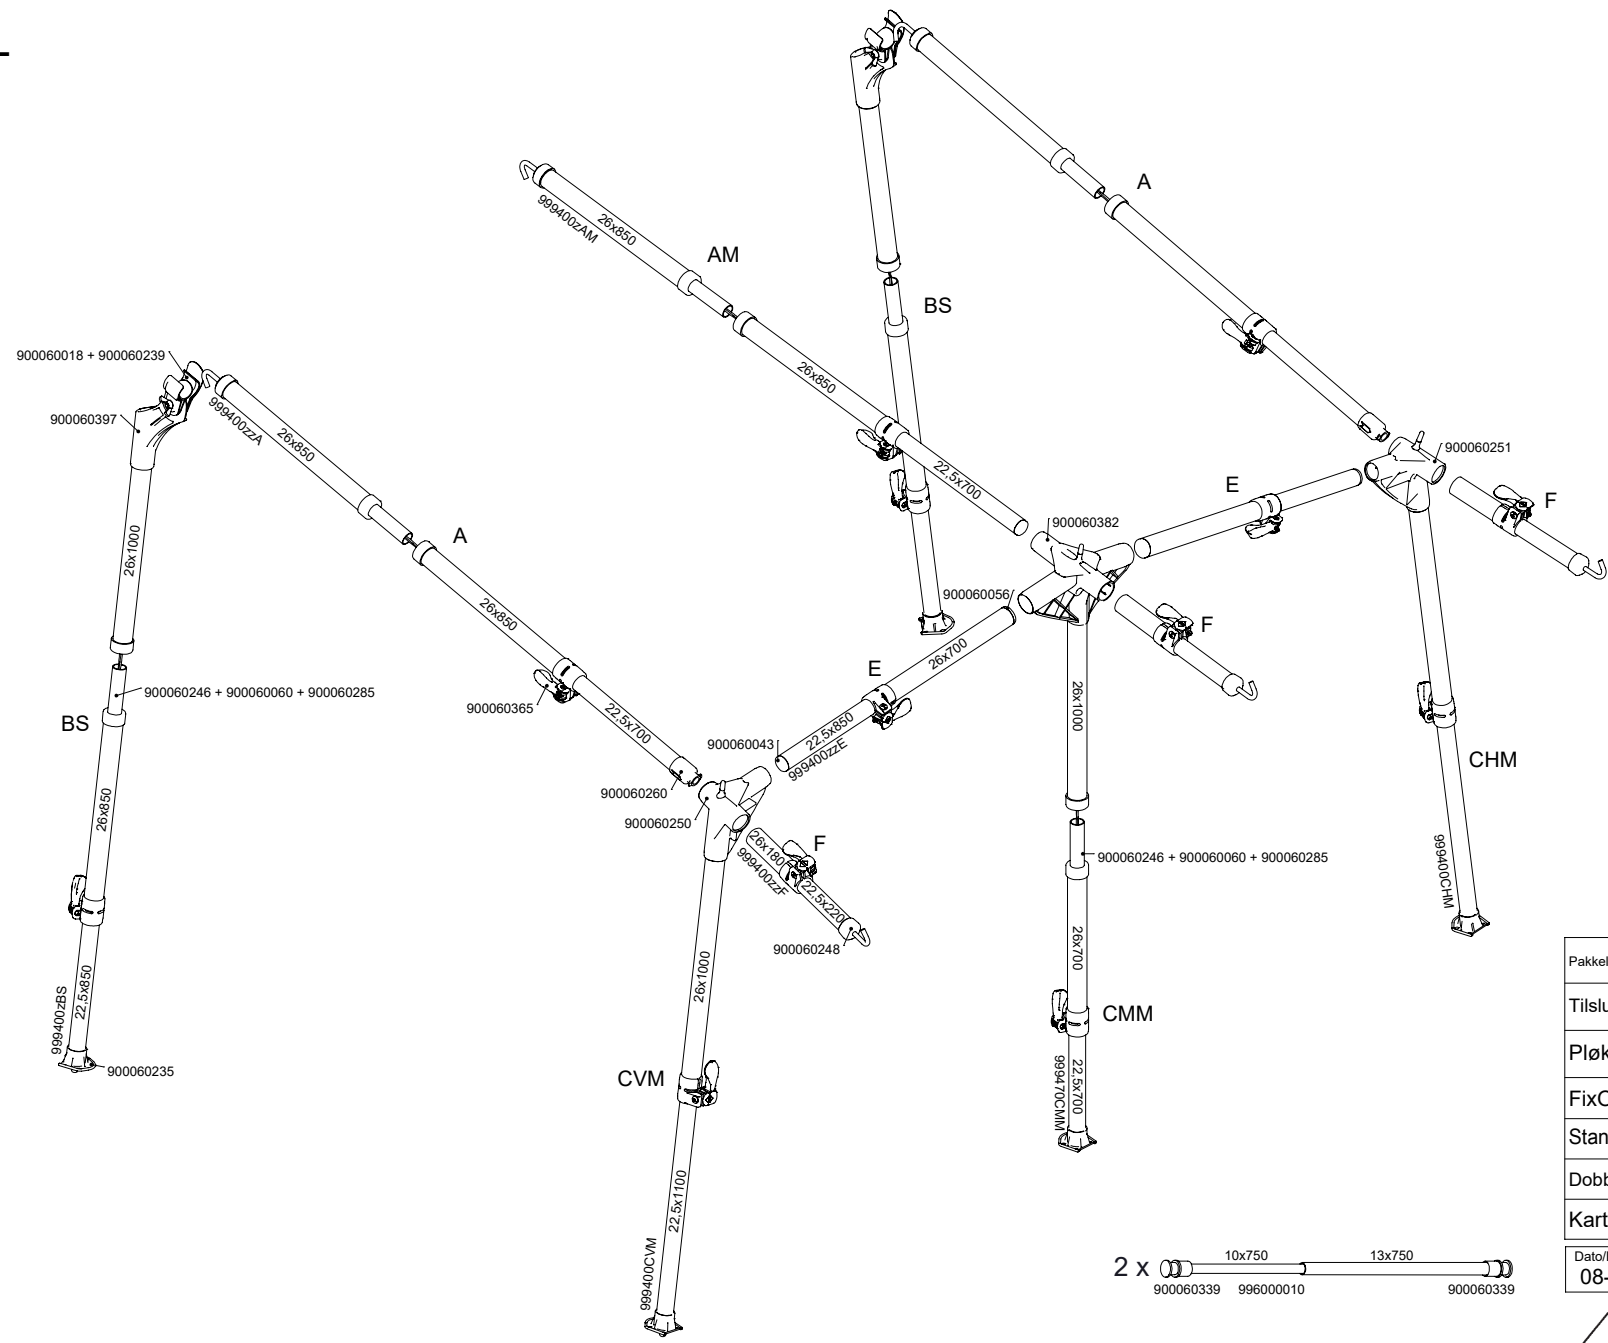 A
26x850
999400zAM
AM
BS
900060018 + 900060239
26x850
900060397
999400zzA
26x850
22,5x700
900060251
E
F
900060382
26x1000
A
900060056
26x850
26x700
F
E
900060246 + 900060060 + 900060285
26x1000
900060365
22,5x700
BS
900060043
22,5x850
999400zzE
CHM
900060260
26x850
900060250
26x180
F
999400zzF
22,5x220
900060246 + 900060060 + 900060285
999400CHM
900060248
26x700
26x1000
22,5x850
999400zBS
CMM
900060235
CVM
22,5x700
999470CMM
22,5x1100
999400CVM
2 x
10x750
13x750
900060339
996000010
900060339
Dato/
08-